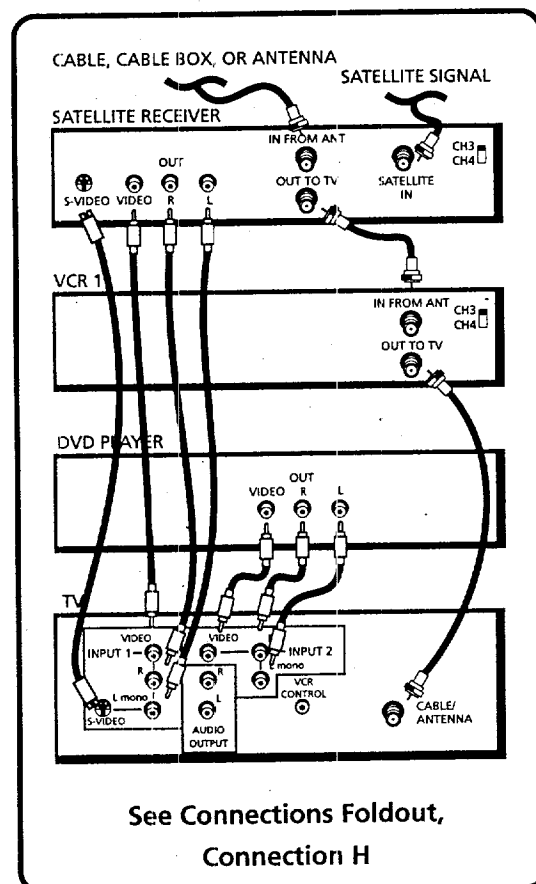 CABLE, CABLE BOX, OR ANTENNA
SATELLITE SIGNAL
SATELLITE RECEIVER
IN FROM ANT
CH3
CH4
OUT
S-VIDEO
VIDEO
R
L
OUT TO TV
SATELLITE
IN
VCR 1
IN FROM ANT
CH3
CH4
OUT TO TV
DVD PLAYER
OUT
VIDEO
R
L
TV
VIDEO
VIDEO
INPUT 1
INPUT 2
R
L mono
R
L mono
S-VIDEO
L
AUDIO
OUTPUT
VCR
CONTROL
CABLE/
ANTENNA
See Connections Foldout,
Connection H